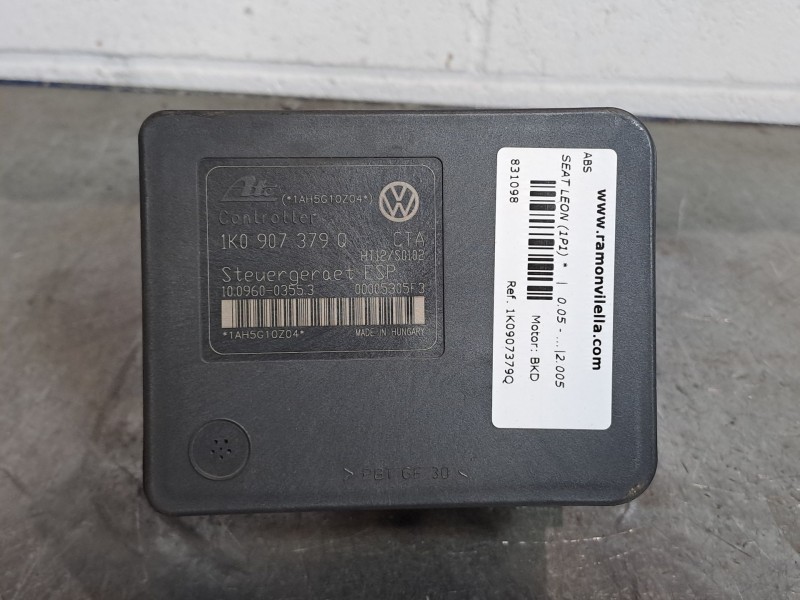 Ate (*1AH5G10Z04*)
Controller
1K0 907 379 Q CTA
H112/S0102
Steuergeraet ESP
10.0960-0355.3 00005305F3
*1AH5G10Z04* MADE IN HUNGARY
> PBT GF 30 <
www.ramonvilella.com
ABS
SEAT LEON (1P1) * | 0.05 - ...|2.005
Motor: BKD
831098
Ref. 1K0907379Q